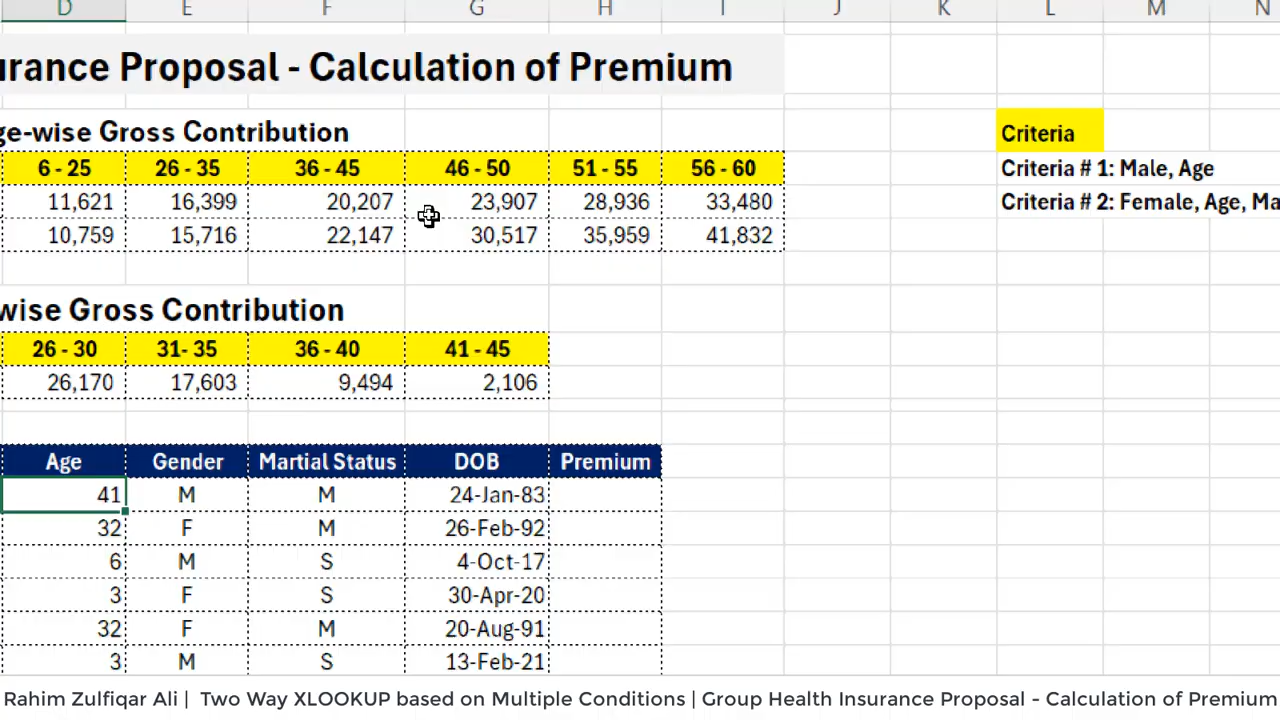 D E F G H I J K L M N
urance Proposal - Calculation of Premium
ge-wise Gross Contribution Criteria
6 - 25 26 - 35 36 - 45 46 - 50 51 - 55 56 - 60 Criteria # 1: Male, Age
11,621 16,399 20,207 23,907 28,936 33,480 Criteria # 2: Female, Age, Ma
10,759 15,716 22,147 30,517 35,959 41,832
wise Gross Contribution
26 - 30 31- 35 36 - 40 41 - 45
26,170 17,603 9,494 2,106
Age Gender Martial Status DOB Premium
41 M M 24-Jan-83
32 F M 26-Feb-92
6 M S 4-Oct-17
3 F S 30-Apr-20
32 F M 20-Aug-91
3 M S 13-Feb-21
Rahim Zulfiqar Ali | Two Way XLOOKUP based on Multiple Conditions | Group Health Insurance Proposal - Calculation of Premium